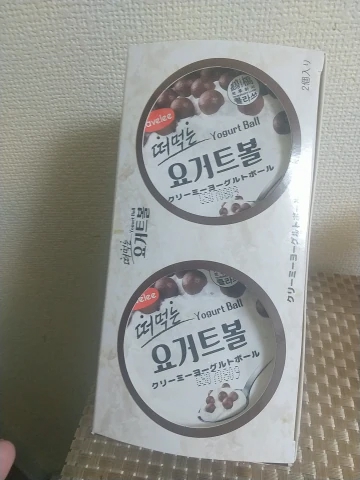 avelee
떠먹는
Yogurt Ball
요거트볼
クリーミーヨーグルトボール
2個入り
떠먹는 Yogurt Ball
요거트볼
クリーミーヨーグルトボール
velee
떠먹는
Yogurt Ball
요거트볼
クリーミーヨーグルトボール